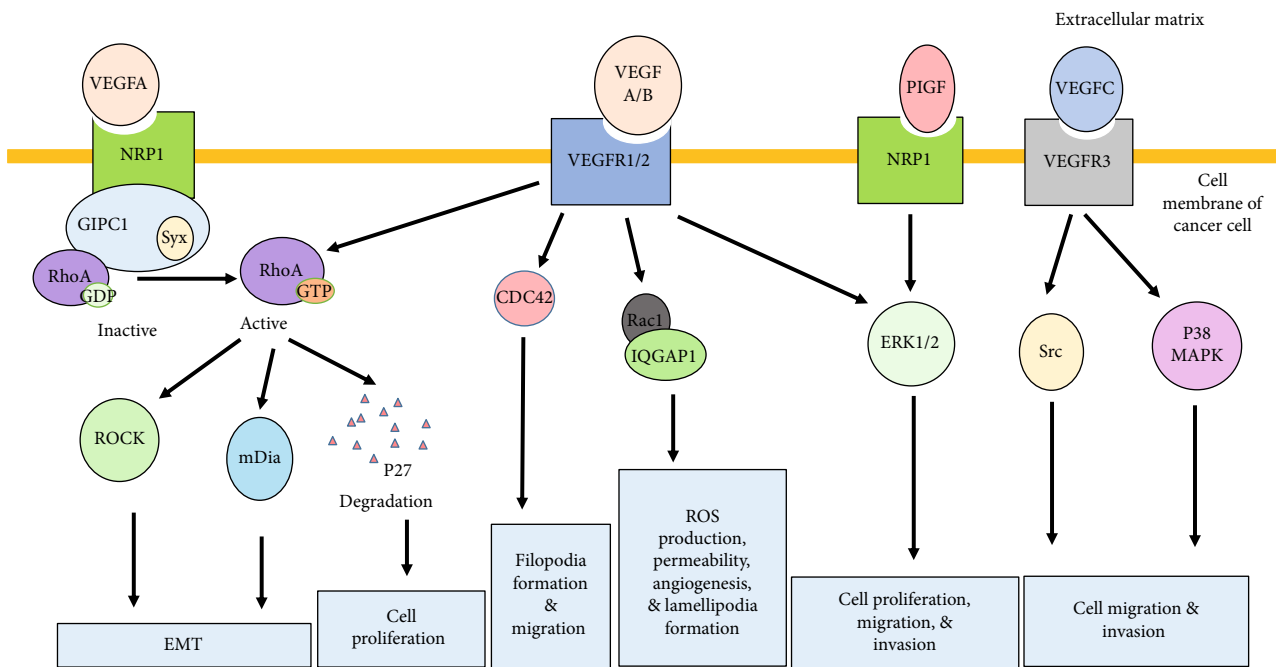 Extracellular matrix
VEGFA
VEGF
A/B
PIGF
VEGFC
NRP1
VEGFR1/2
NRP1
VEGFR3
Cell
membrane of
cancer cell
GIPC1
Syx
RhoA
GDP
RhoA
GTP
Inactive
Active
CDC42
Rac1
IQGAP1
ERK1/2
Src
P38
MAPK
ROCK
mDia
P27
Degradation
EMT
Cell
proliferation
Filopodia
formation
&
migration
ROS
production,
permeability,
angiogenesis,
& lamellipodia
formation
Cell proliferation,
migration, &
invasion
Cell migration &
invasion